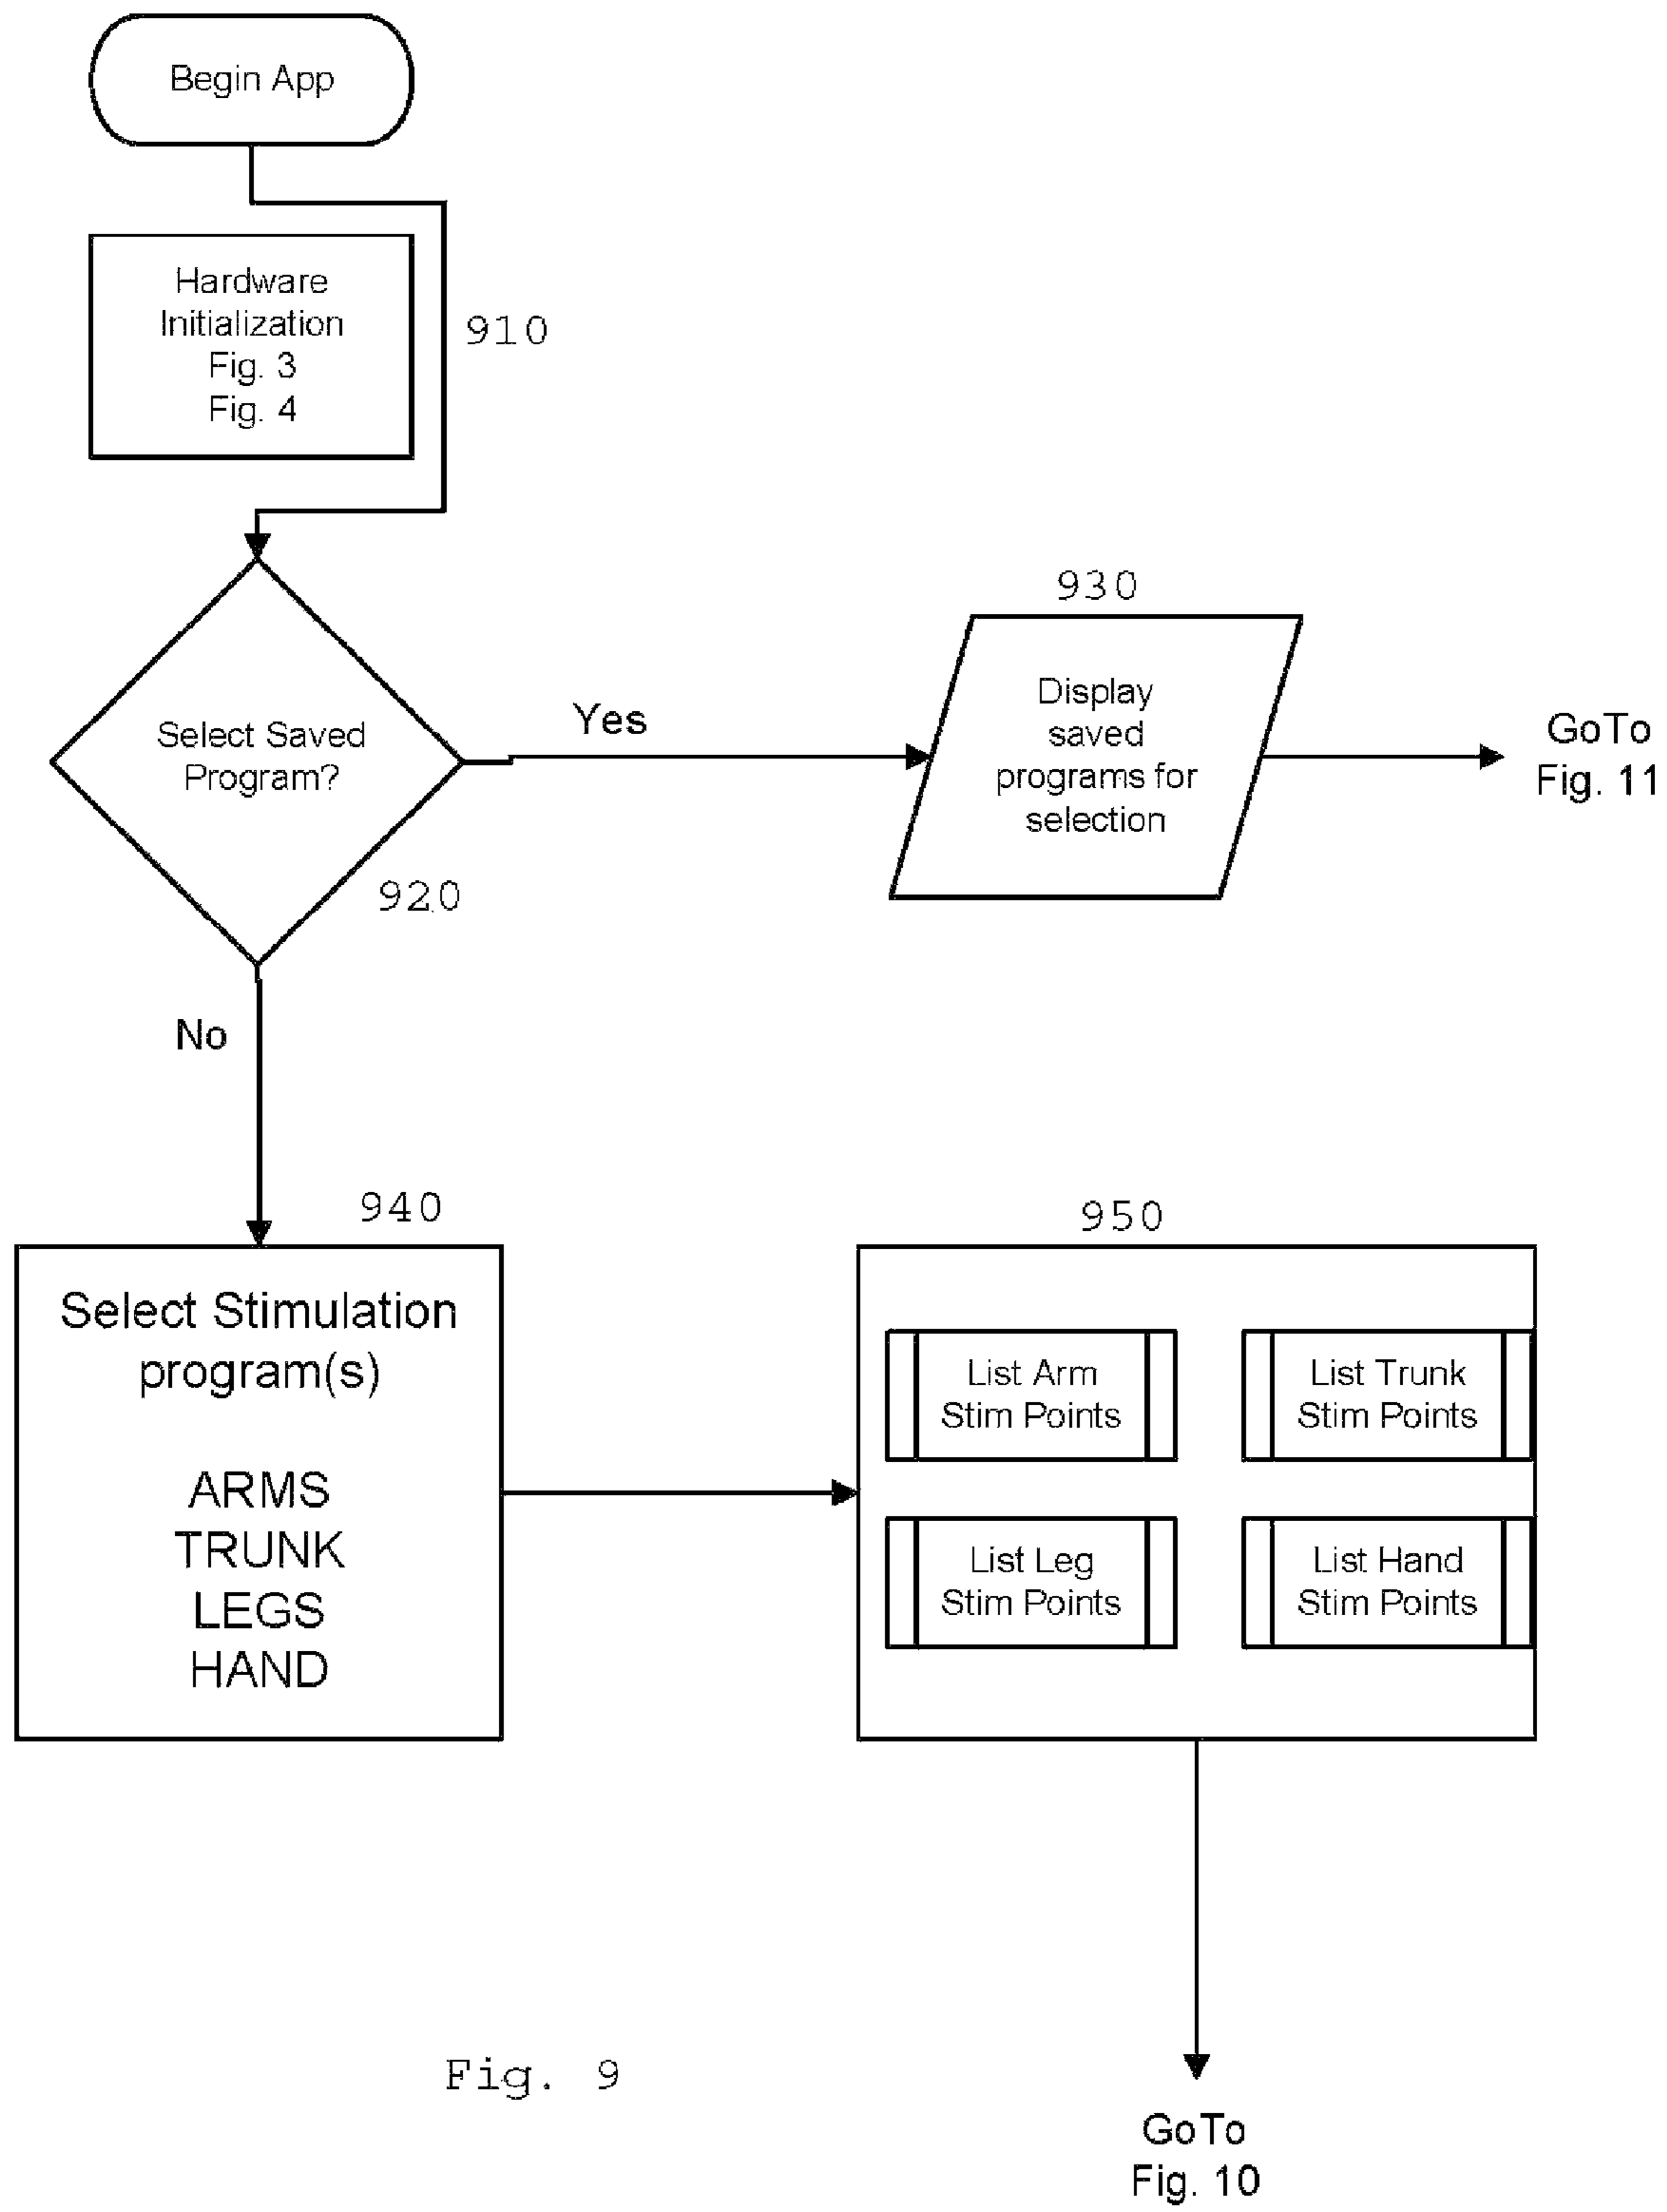 Begin App
Hardware
Initialization
Fig. 3
Fig. 4
910
930
Display
saved
programs for
selection
Yes
GoTo
Fig. 11
Select Saved
Program?
920
No
940
Select Stimulation
program(s)
ARMS
TRUNK
LEGS
HAND
950
List Arm
Stim Points
List Trunk
Stim Points
List Leg
Stim Points
List Hand
Stim Points
Fig. 9
GoTo
Fig. 10